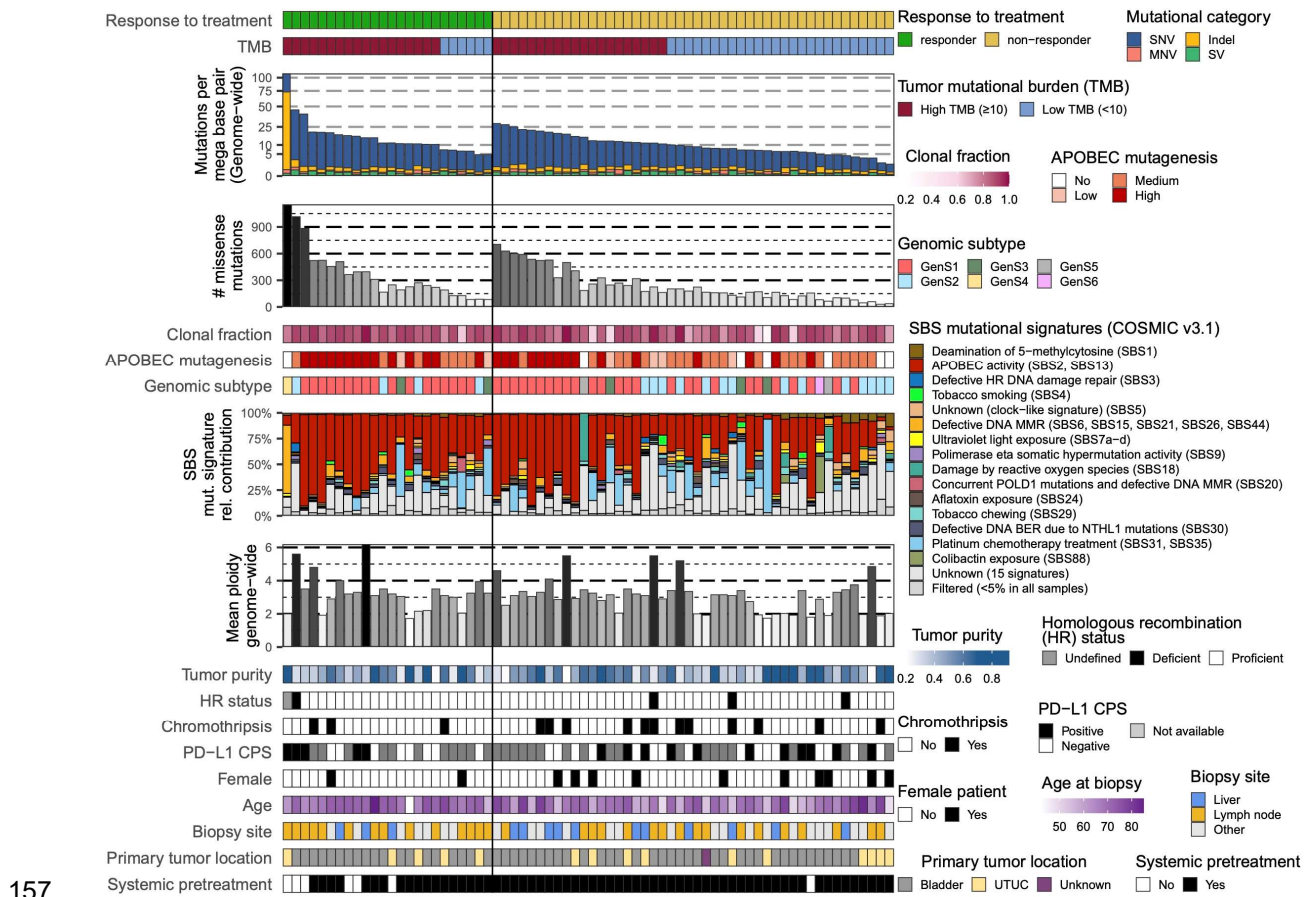 Response to treatment
TMB
Mutations per
mega base pair
(Genome−wide)
100
75
50
25
10
5
0
# missense
mutations
900
600
300
0
Clonal fraction
APOBEC mutagenesis
Genomic subtype
SBS
mut. signature
rel. contribution
100%
75%
50%
25%
0%
Mean ploidy
genome−wide
6
4
2
0
Tumor purity
HR status
Chromothripsis
PD−L1 CPS
Female
Age
Biopsy site
Primary tumor location
Systemic pretreatment
Response to treatment
responder
non−responder
Mutational category
SNV
Indel
MNV
SV
Tumor mutational burden (TMB)
High TMB (≥10)
Low TMB (<10)
Clonal fraction
0.2 0.4 0.6 0.8 1.0
APOBEC mutagenesis
No
Medium
Low
High
Genomic subtype
GenS1
GenS3
GenS5
GenS2
GenS4
GenS6
SBS mutational signatures (COSMIC v3.1)
Deamination of 5−methylcytosine (SBS1)
APOBEC activity (SBS2, SBS13)
Defective HR DNA damage repair (SBS3)
Tobacco smoking (SBS4)
Unknown (clock−like signature) (SBS5)
Defective DNA MMR (SBS6, SBS15, SBS21, SBS26, SBS44)
Ultraviolet light exposure (SBS7a−d)
Polimerase eta somatic hypermutation activity (SBS9)
Damage by reactive oxygen species (SBS18)
Concurrent POLD1 mutations and defective DNA MMR (SBS20)
Aflatoxin exposure (SBS24)
Tobacco chewing (SBS29)
Defective DNA BER due to NTHL1 mutations (SBS30)
Platinum chemotherapy treatment (SBS31, SBS35)
Colibactin exposure (SBS88)
Unknown (15 signatures)
Filtered (<5% in all samples)
Tumor purity
0.2 0.4 0.6 0.8
Homologous recombination
(HR) status
Undefined
Deficient
Proficient
Chromothripsis
No
Yes
PD−L1 CPS
Positive
Not available
Negative
Female patient
No
Yes
Age at biopsy
50 60 70 80
Biopsy site
Liver
Lymph node
Other
Primary tumor location
Bladder
UTUC
Unknown
Systemic pretreatment
No
Yes
157